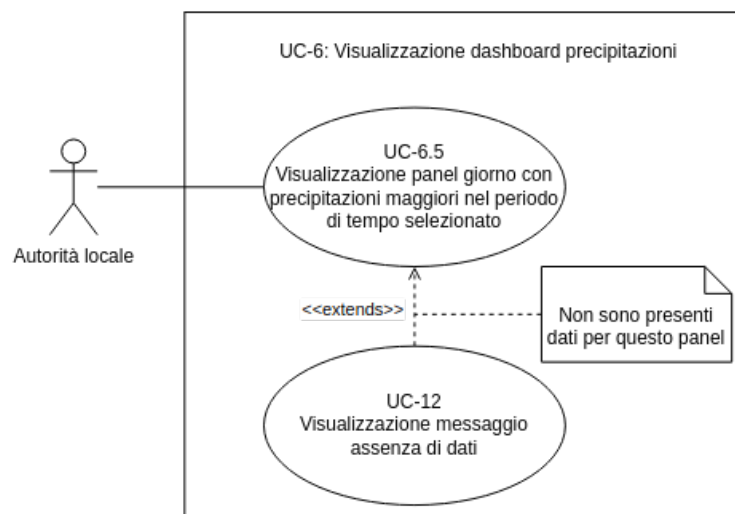 UC-6: Visualizzazione dashboard precipitazioni
UC-6.5
Visualizzazione panel giorno con
precipitazioni maggiori nel periodo
di tempo selezionato
Autorità locale
<<extends>>
Non sono presenti
dati per questo panel
UC-12
Visualizzazione messaggio
assenza di dati